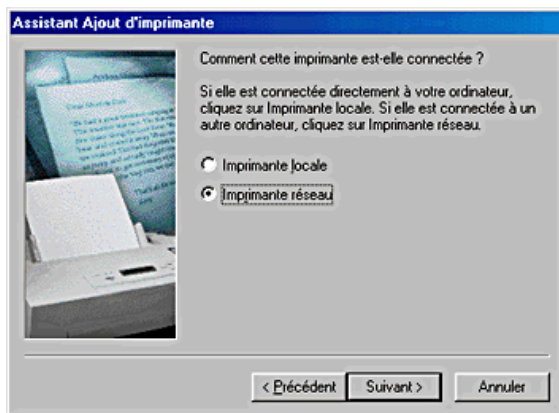 Assistant Ajout d'imprimante
Comment cette imprimante est-elle connectée ?
Si elle est connectée directement à votre ordinateur,
cliquez sur Imprimante locale. Si elle est connectée à un
autre ordinateur, cliquez sur Imprimante réseau.
Imprimante locale
Imprimante réseau
< Précédent
Suivant >
Annuler